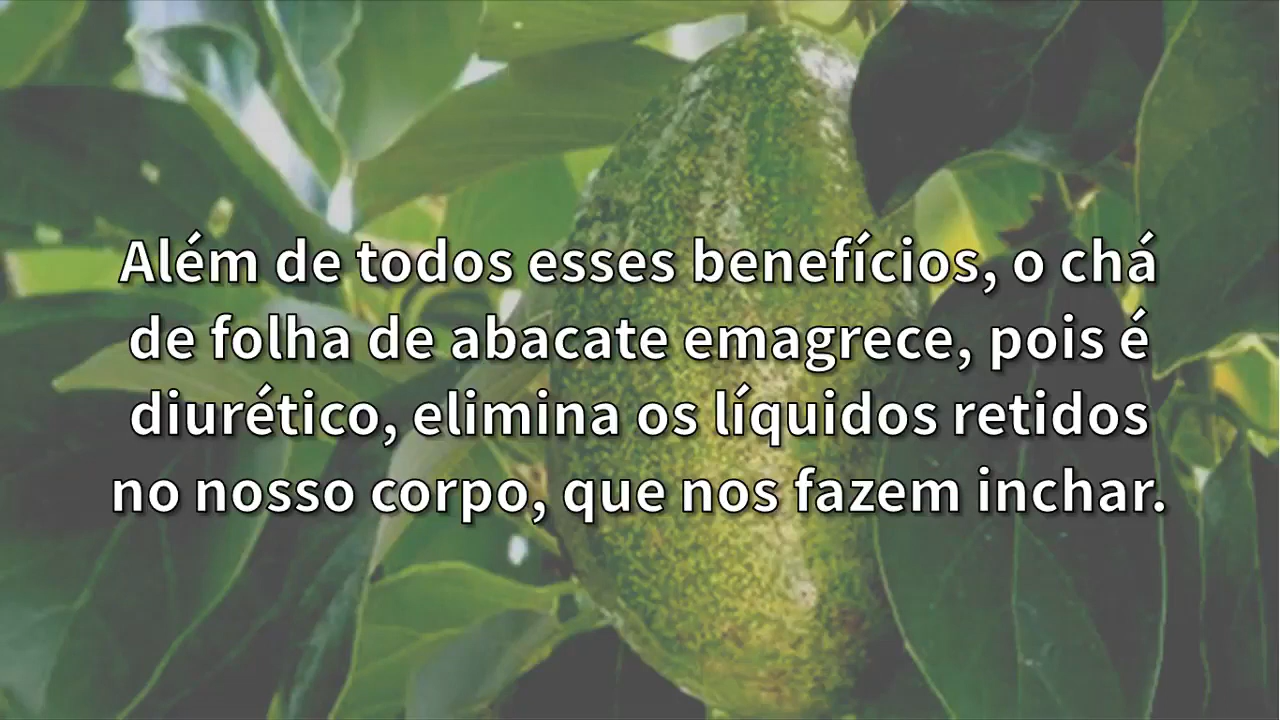 Além de todos esses benefícios, o chá
de folha de abacate emagrece, pois é
diurético, elimina os líquidos retidos
no nosso corpo, que nos fazem inchar.